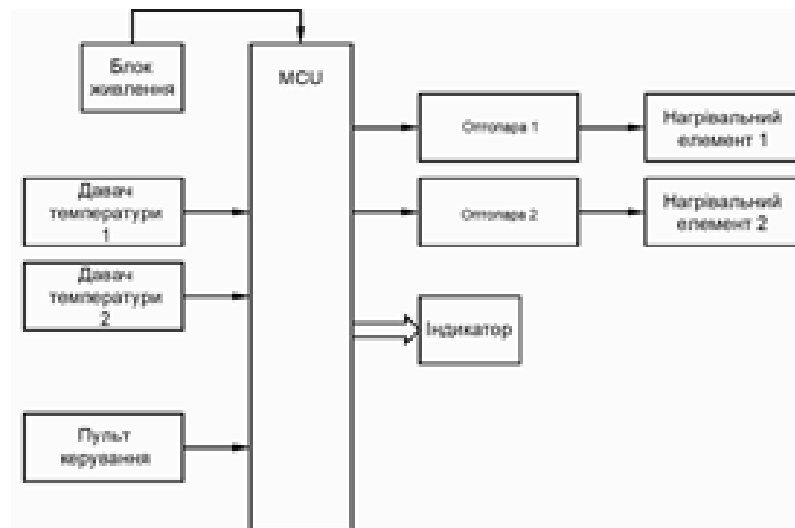 Блок
живлення
MCU
Оптопара 1
Нагрівальний
елемент 1
Давач
температури
1
Оптопара 2
Нагрівальний
елемент 2
Давач
температури
2
Індикатор
Пульт
керування